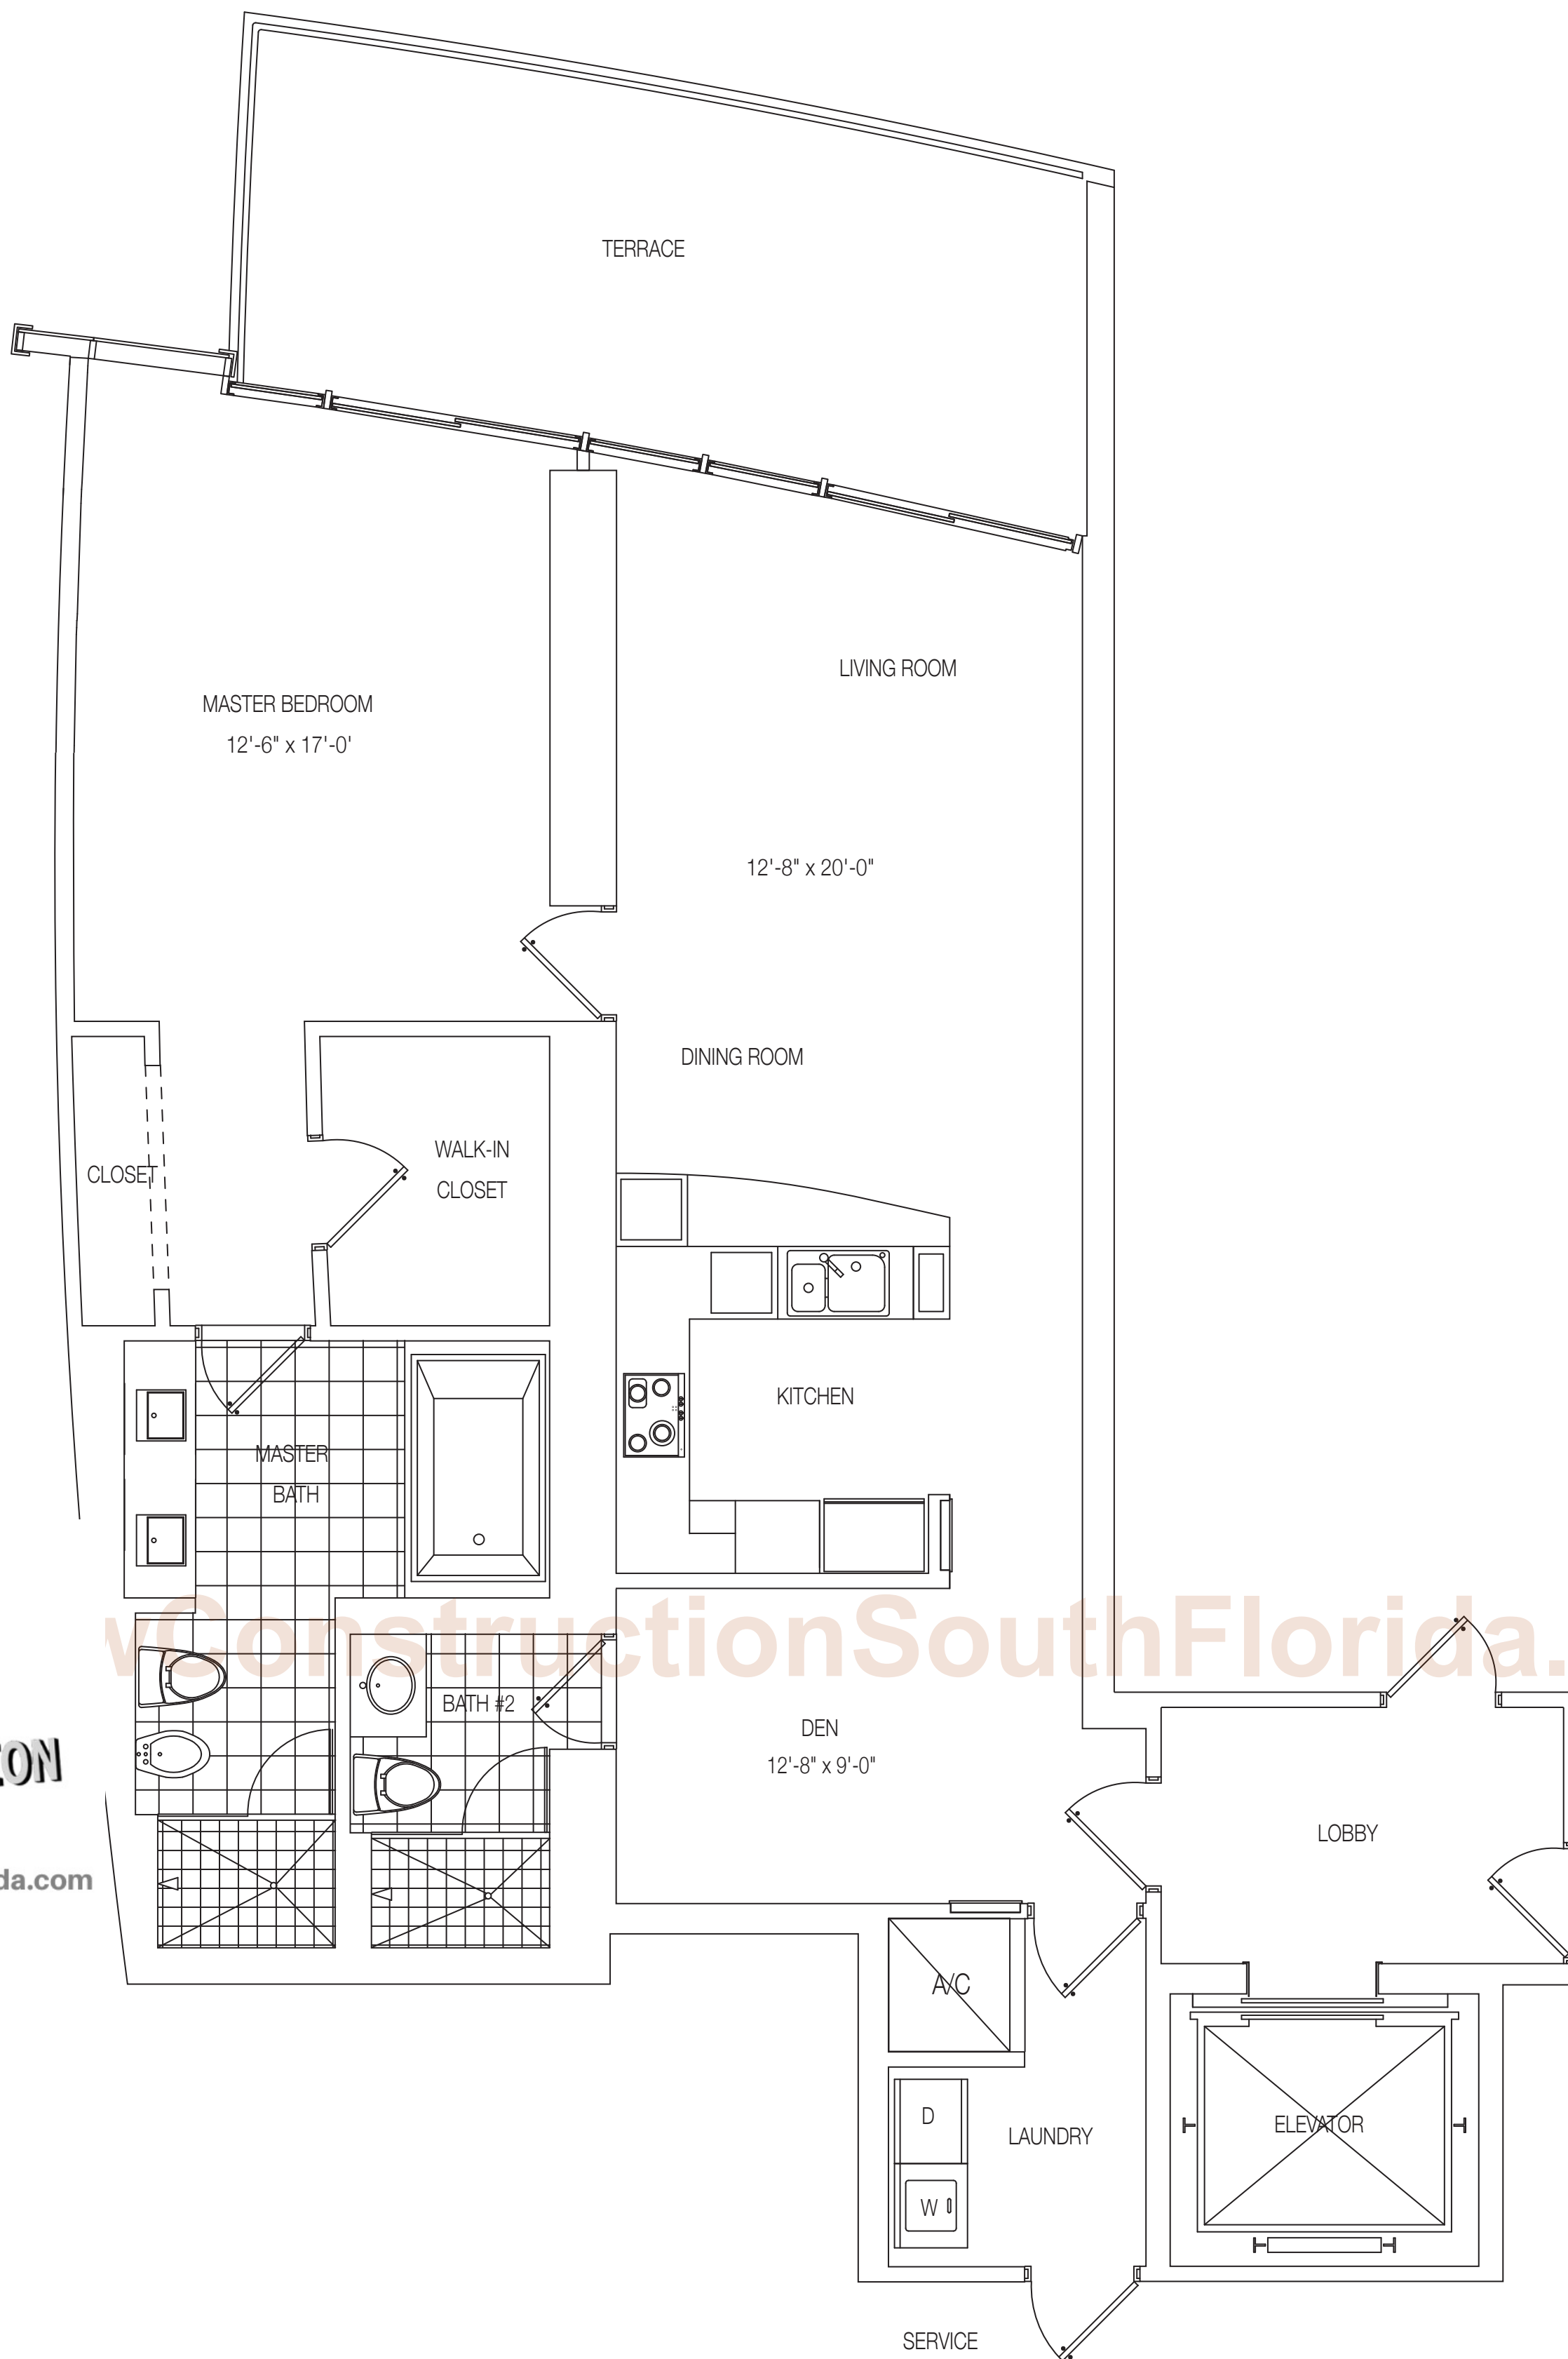 TERRACE
LIVING ROOM
MASTER BEDROOM
12'-6" x 17'-0'
12'-8" x 20'-0"
DINING ROOM
WALK-IN
CLOSET
CLOSET
KITCHEN
MASTER
BATH
ConstructionSouthFlorida.
BATH #2
DEN
12'-8" x 9'-0"
ON
LOBBY
da.com
A/C
D
LAUNDRY
ELEVATOR
W
SERVICE